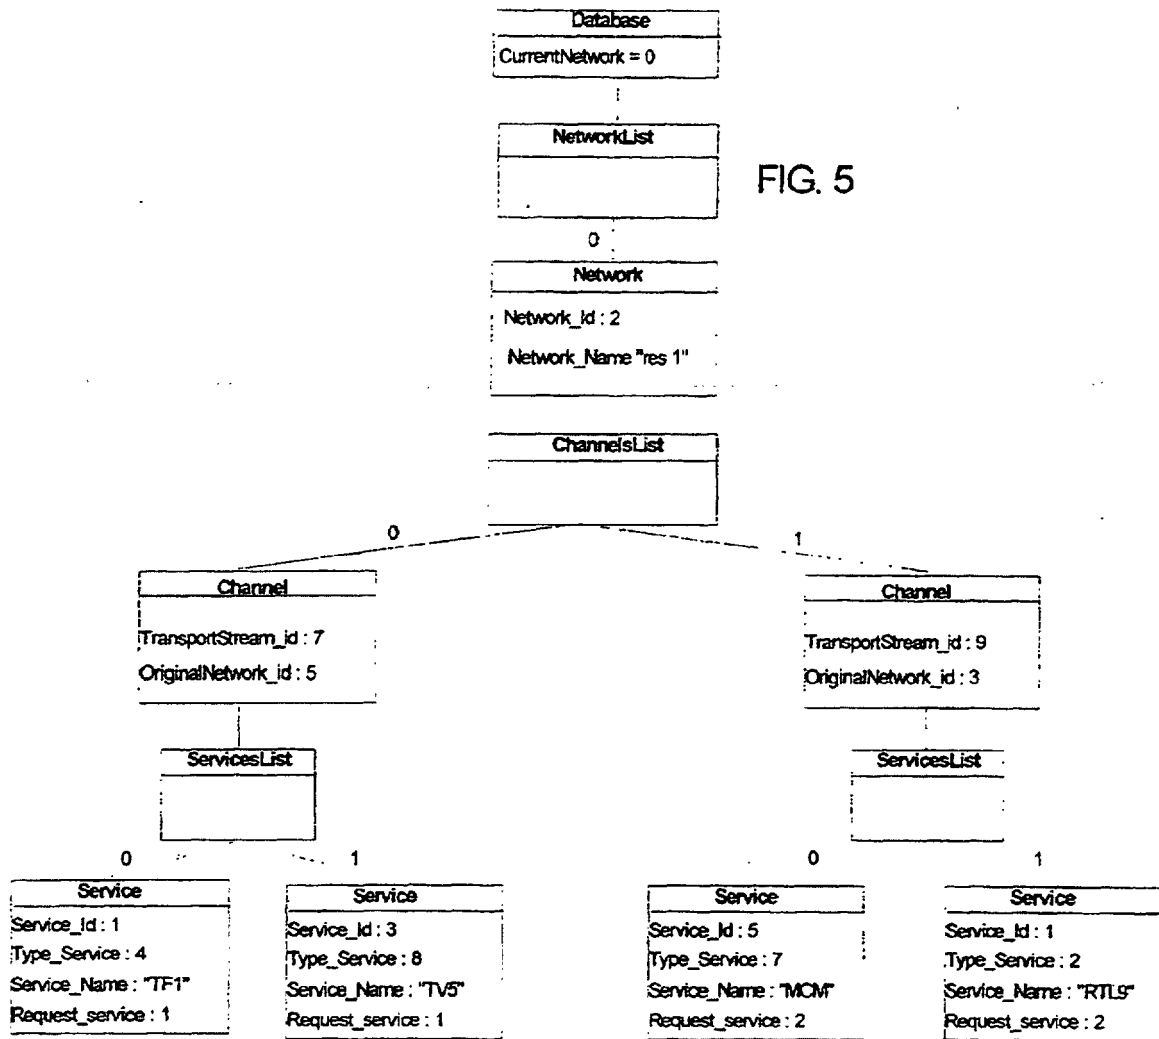 Database
CurrentNetwork = 0
NetworkList
FIG. 5
0
Network
Network_Id : 2
Network_Name "res 1"
ChannelsList
0
1
Channel
TransportStream_id : 7
OriginalNetwork_id : 5
Channel
TransportStream_id : 9
OriginalNetwork_id : 3
ServicesList
ServicesList
0
1
0
1
Service
Service_Id : 1
Type_Service : 4
Service_Name : "TF1"
Request_service : 1
Service
Service_Id : 3
Type_Service : 8
Service_Name : "TV5"
Request_service : 1
Service
Service_Id : 5
Type_Service : 7
Service_Name : "MCM"
Request_service : 2
Service
Service_Id : 1
Type_Service : 2
Service_Name : "RTL9"
Request_service : 2